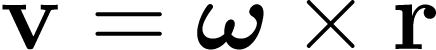 𝐯 = 𝝎 × 𝐫